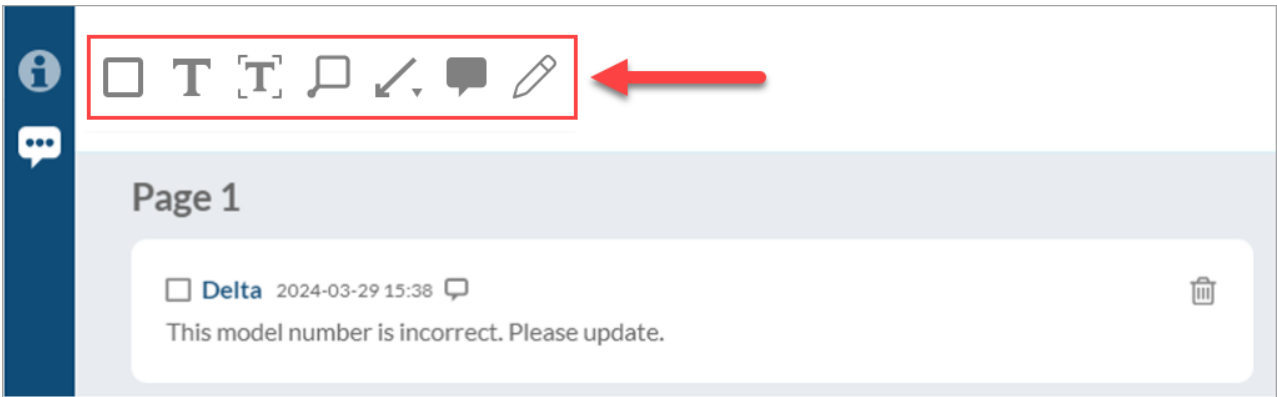 T T
Page 1
Delta 2024-03-29 15:38
This model number is incorrect. Please update.